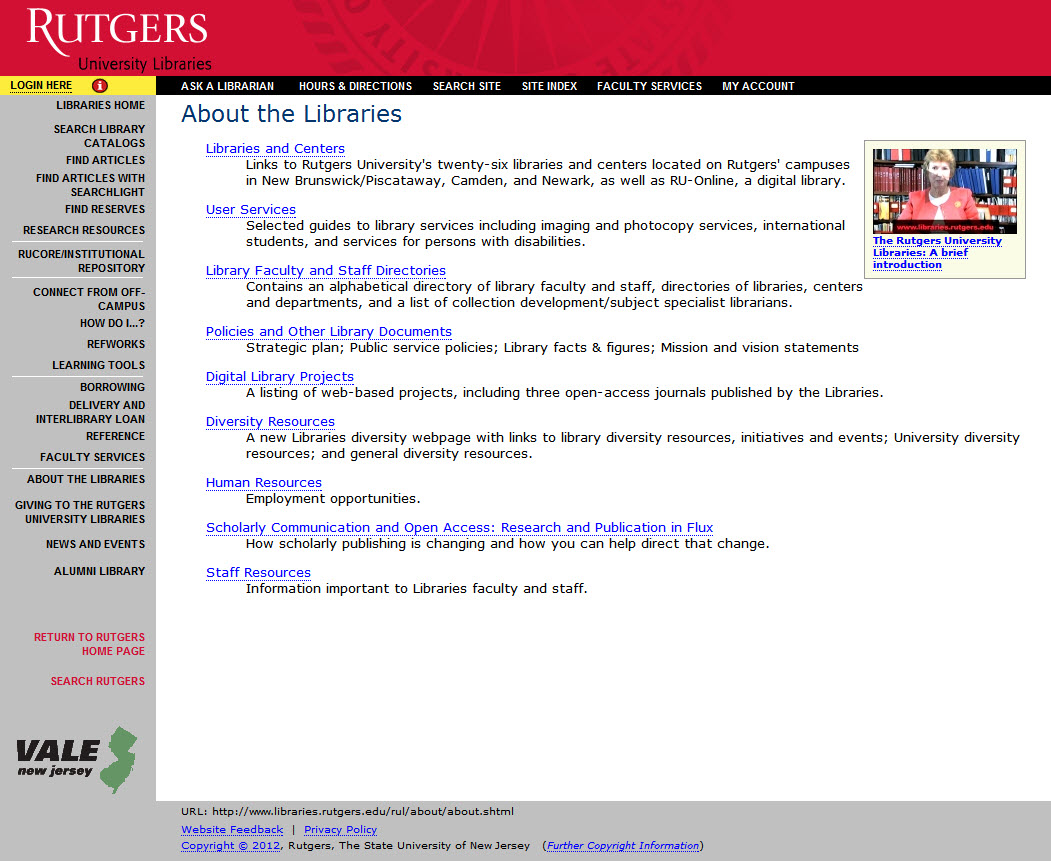 RUTGERS
University Libraries
LOGIN HERE
i
ASK A LIBRARIAN HOURS & DIRECTIONS SEARCH SITE SITE INDEX FACULTY SERVICES MY ACCOUNT
LIBRARIES HOME
SEARCH LIBRARY
CATALOGS
FIND ARTICLES
FIND ARTICLES WITH
SEARCHLIGHT
FIND RESERVES
RESEARCH RESOURCES
RUCORE/INSTITUTIONAL
REPOSITORY
CONNECT FROM OFF-
CAMPUS
HOW DO I...?
REFWORKS
LEARNING TOOLS
BORROWING
DELIVERY AND
INTERLIBRARY LOAN
REFERENCE
FACULTY SERVICES
ABOUT THE LIBRARIES
GIVING TO THE RUTGERS
UNIVERSITY LIBRARIES
NEWS AND EVENTS
ALUMNI LIBRARY
RETURN TO RUTGERS
HOME PAGE
SEARCH RUTGERS
VALE
new jersey
About the Libraries
Libraries and Centers
Links to Rutgers University's twenty-six libraries and centers located on Rutgers' campuses
in New Brunswick/Piscataway, Camden, and Newark, as well as RU-Online, a digital library.
User Services
Selected guides to library services including imaging and photocopy services, international
students, and services for persons with disabilities.
Library Faculty and Staff Directories
Contains an alphabetical directory of library faculty and staff, directories of libraries, centers
and departments, and a list of collection development/subject specialist librarians.
Policies and Other Library Documents
Strategic plan; Public service policies; Library facts & figures; Mission and vision statements
Digital Library Projects
A listing of web-based projects, including three open-access journals published by the Libraries.
Diversity Resources
A new Libraries diversity webpage with links to library diversity resources, initiatives and events; University diversity
resources; and general diversity resources.
Human Resources
Employment opportunities.
Scholarly Communication and Open Access: Research and Publication in Flux
How scholarly publishing is changing and how you can help direct that change.
Staff Resources
Information important to Libraries faculty and staff.
www.libraries.rutgers.edu
The Rutgers University
Libraries: A brief
introduction
URL: http://www.libraries.rutgers.edu/rul/about/about.shtml
Website Feedback | Privacy Policy
Copyright © 2012, Rutgers, The State University of New Jersey (Further Copyright Information)